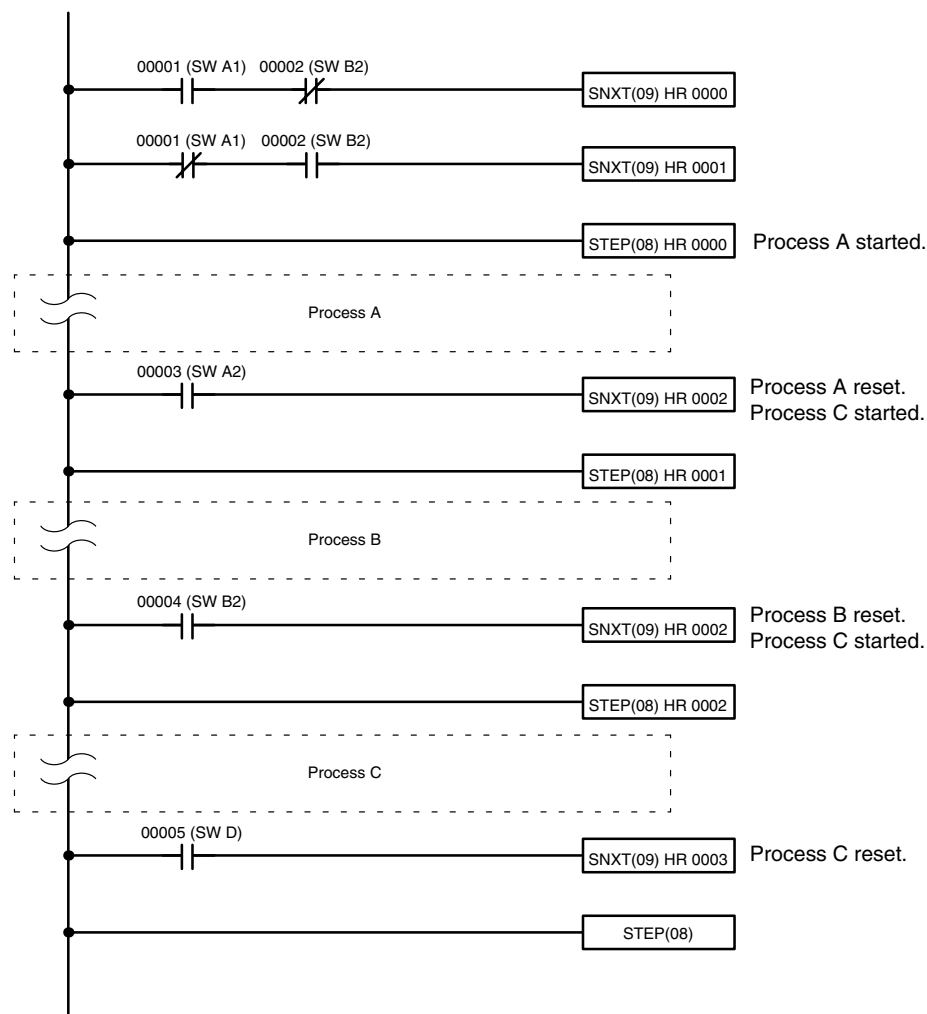 00001 (SW A1) 00002 (SW B2)
SNXT(09) HR 0000
00001 (SW A1) 00002 (SW B2)
SNXT(09) HR 0001
STEP(08) HR 0000 Process A started.
Process A
00003 (SW A2)
SNXT(09) HR 0002 Process A reset.
Process C started.
STEP(08) HR 0001
Process B
00004 (SW B2)
SNXT(09) HR 0002 Process B reset.
Process C started.
STEP(08) HR 0002
Process C
00005 (SW D)
SNXT(09) HR 0003 Process C reset.
STEP(08)